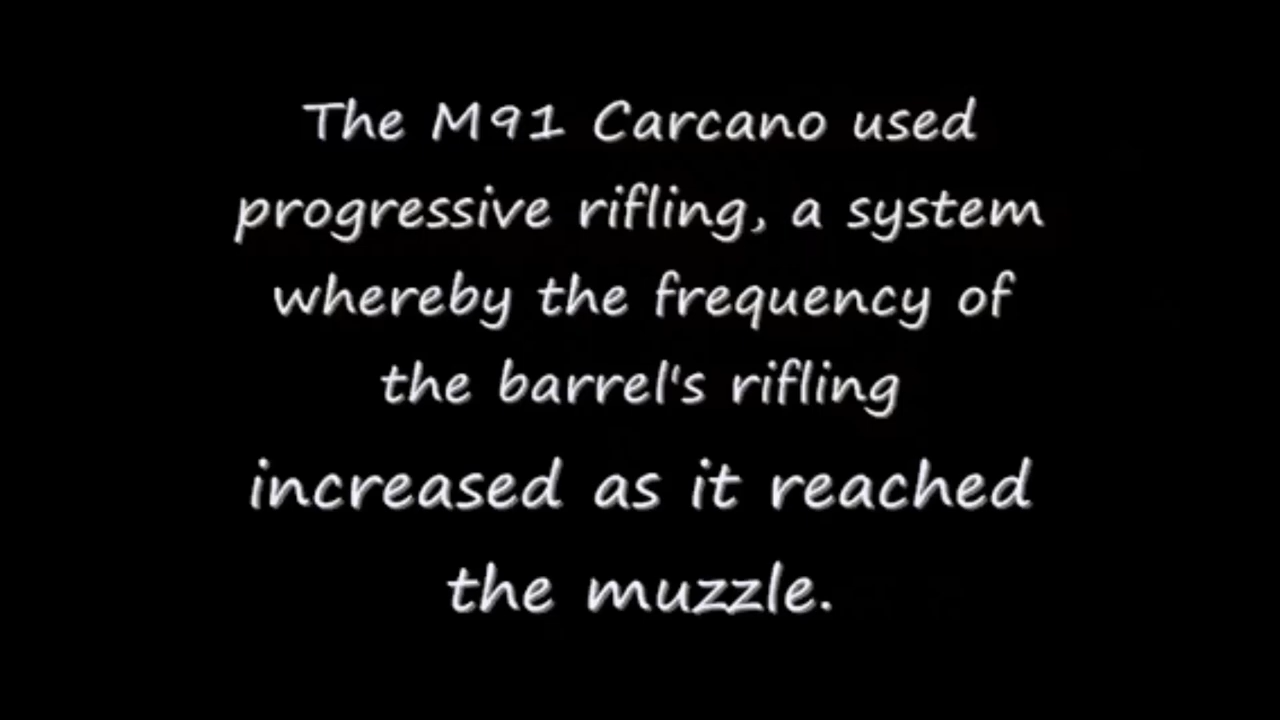 The M91 Carcano used
progressive rifling, a system
whereby the frequency of
the barrel's rifling
increased as it reached
the muzzle.